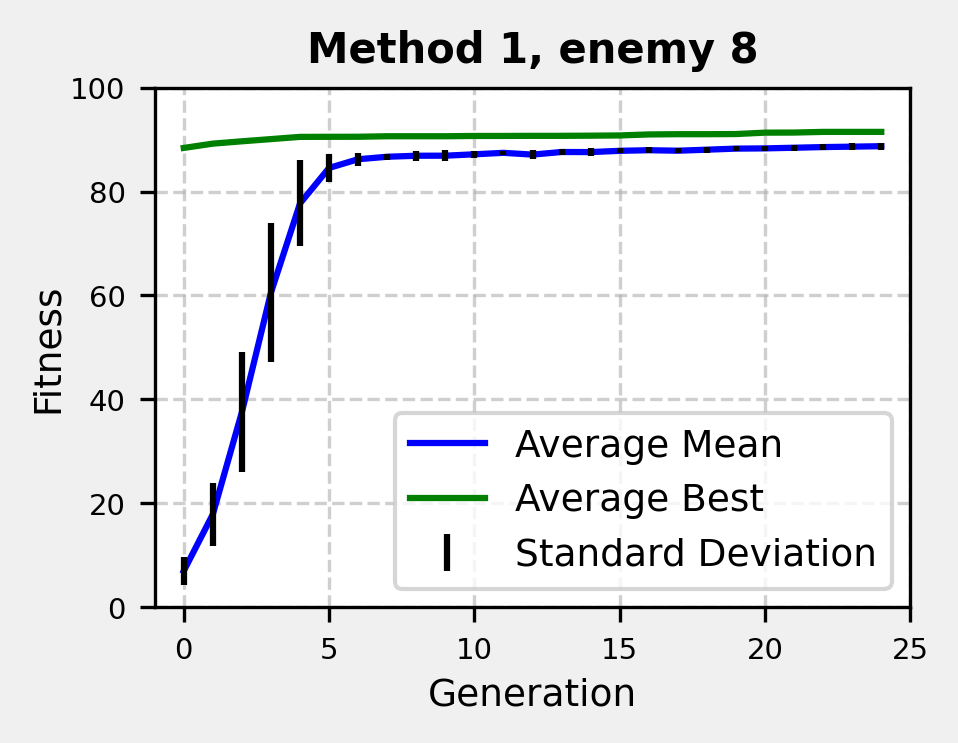 Method 1, enemy 8
100
80
60
40
20
0
Fitness
Average Mean
Average Best
Standard Deviation
0 5 10 15 20 25
Generation